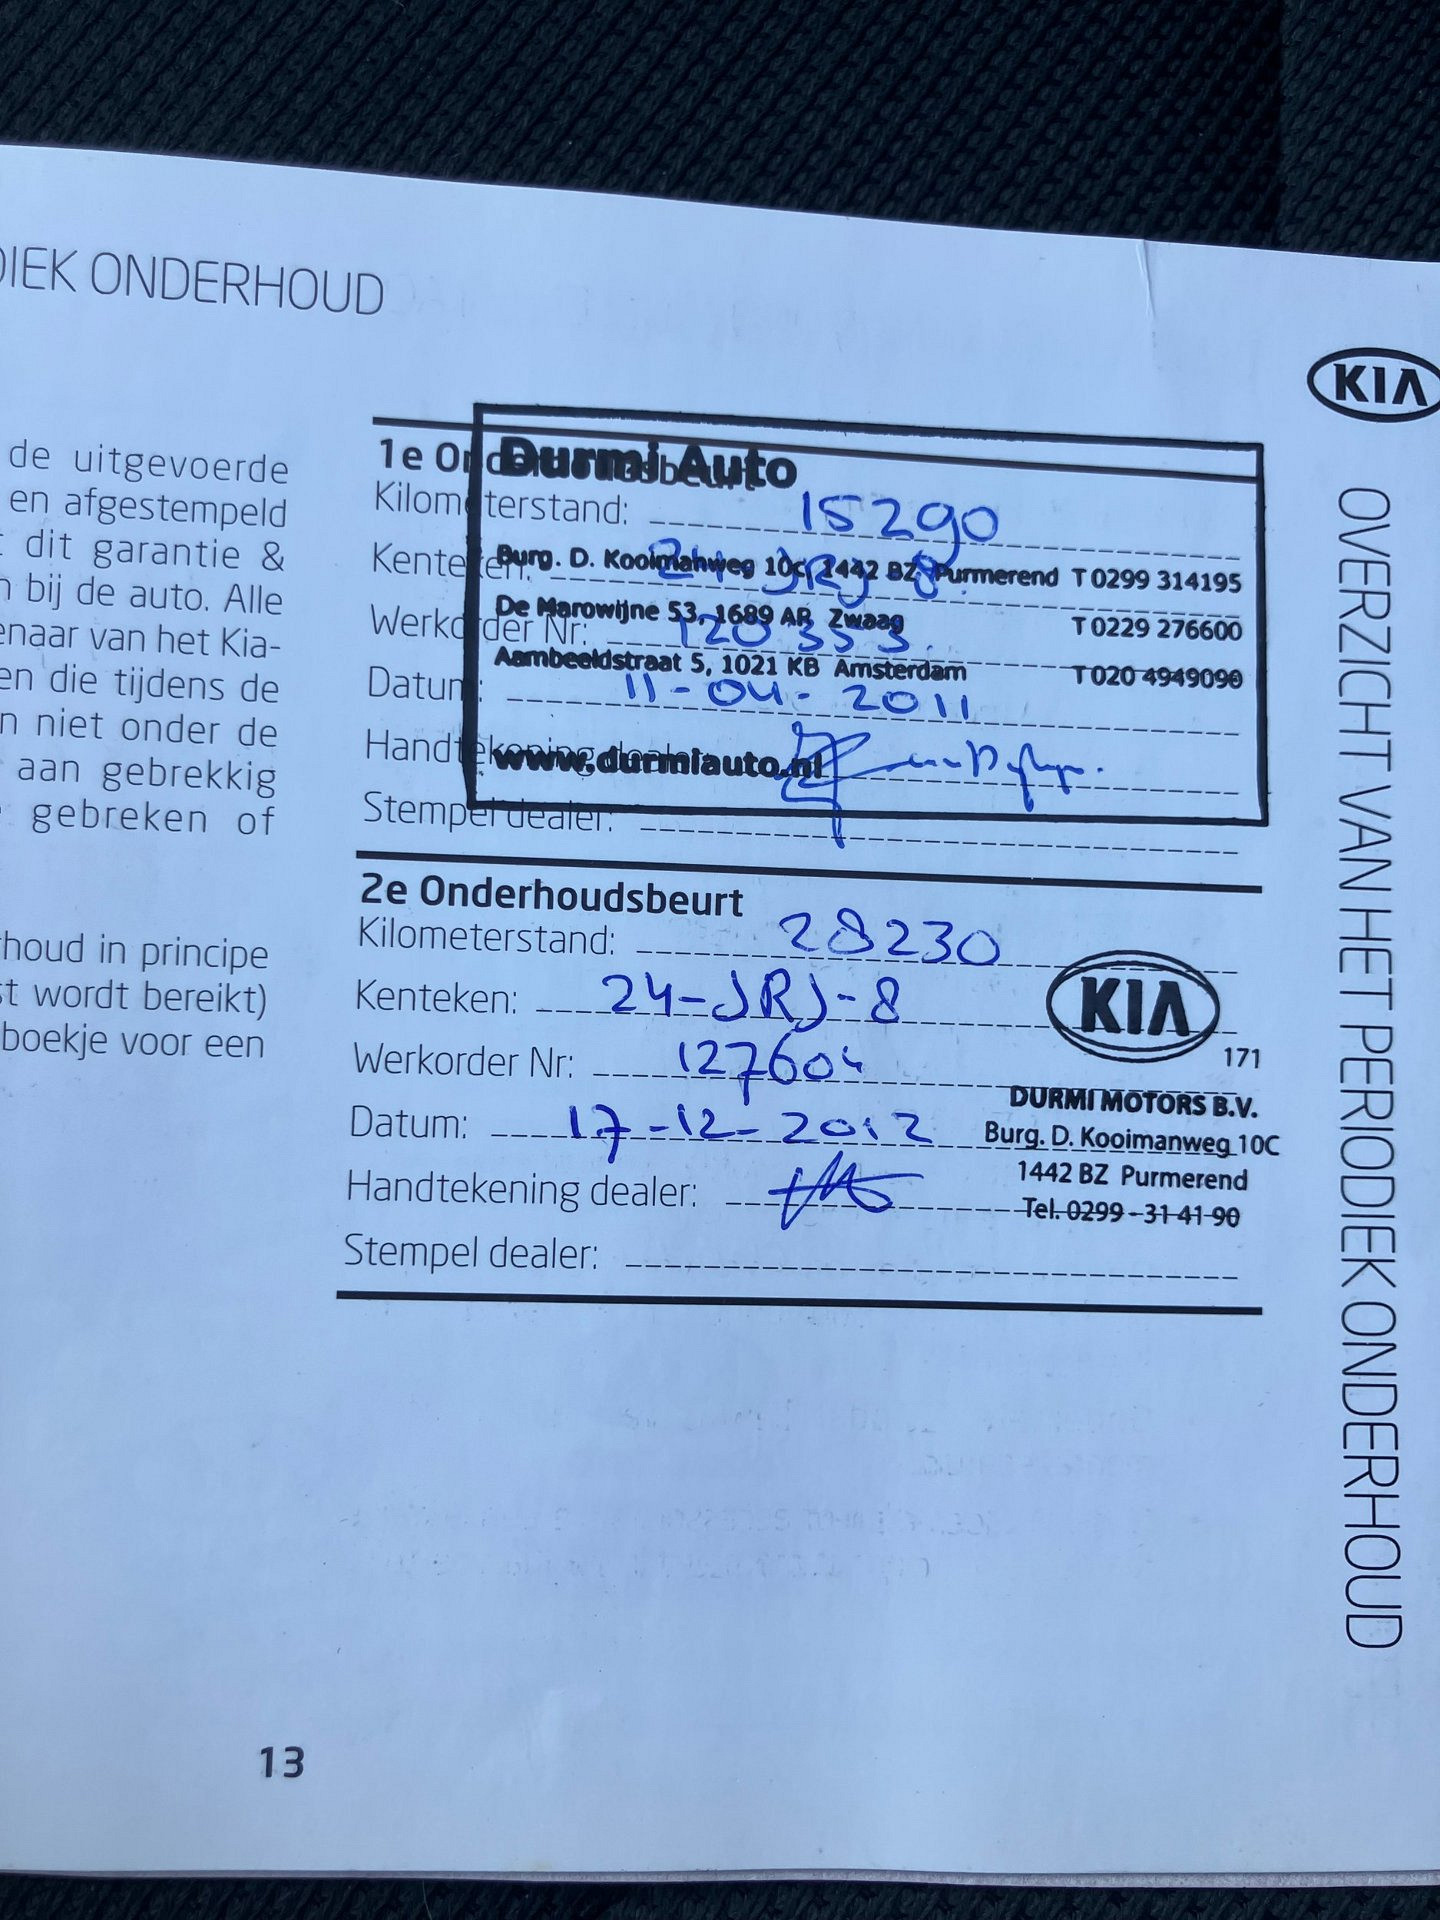 DIEK ONDERHOUD
KIA
de uitgevoerde
en afgestempeld
dit garantie &
bij de auto. Alle
enaar van het Kia-
en die tijdens de
n niet onder de
aan gebrekkig
gebreken of
houd in principe
st wordt bereikt)
boekje voor een
1e Onderhoudsbeurt
Durmi Auto
Kilometerstand: 15290
Kenteken: 24-JRJ-8
Burg. D. Kooimanweg 10c, 1442 BZ Purmerend T 0299 314195
De Marowijne 53, 1689 AR Zwaag T 0229 276600
Werkorder Nr: 120353
Aambeeldstraat 5, 1021 KB Amsterdam T 020 4949090
Datum: 11-04-2011
Handtekening dealer:
www.durmiauto.nl
Stempel dealer:
2e Onderhoudsbeurt
Kilometerstand: 28230
Kenteken: 24-JRJ-8
Werkorder Nr: 127604
Datum: 17-12-2012
Handtekening dealer:
Stempel dealer:
KIA
171
DURMI MOTORS B.V.
Burg. D. Kooimanweg 10C
1442 BZ Purmerend
Tel. 0299 - 31 41 90
OVERZICHT VAN HET PERIODIEK ONDERHOUD
13